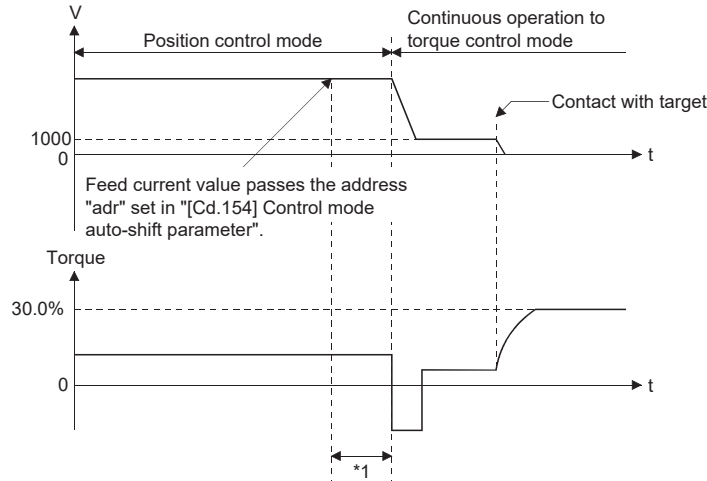 V
Position control mode
Continuous operation to
torque control mode
Contact with target
1000
0
t
Feed current value passes the address
"adr" set in "[Cd.154] Control mode
auto-shift parameter".
Torque
30.0%
0
t
*1